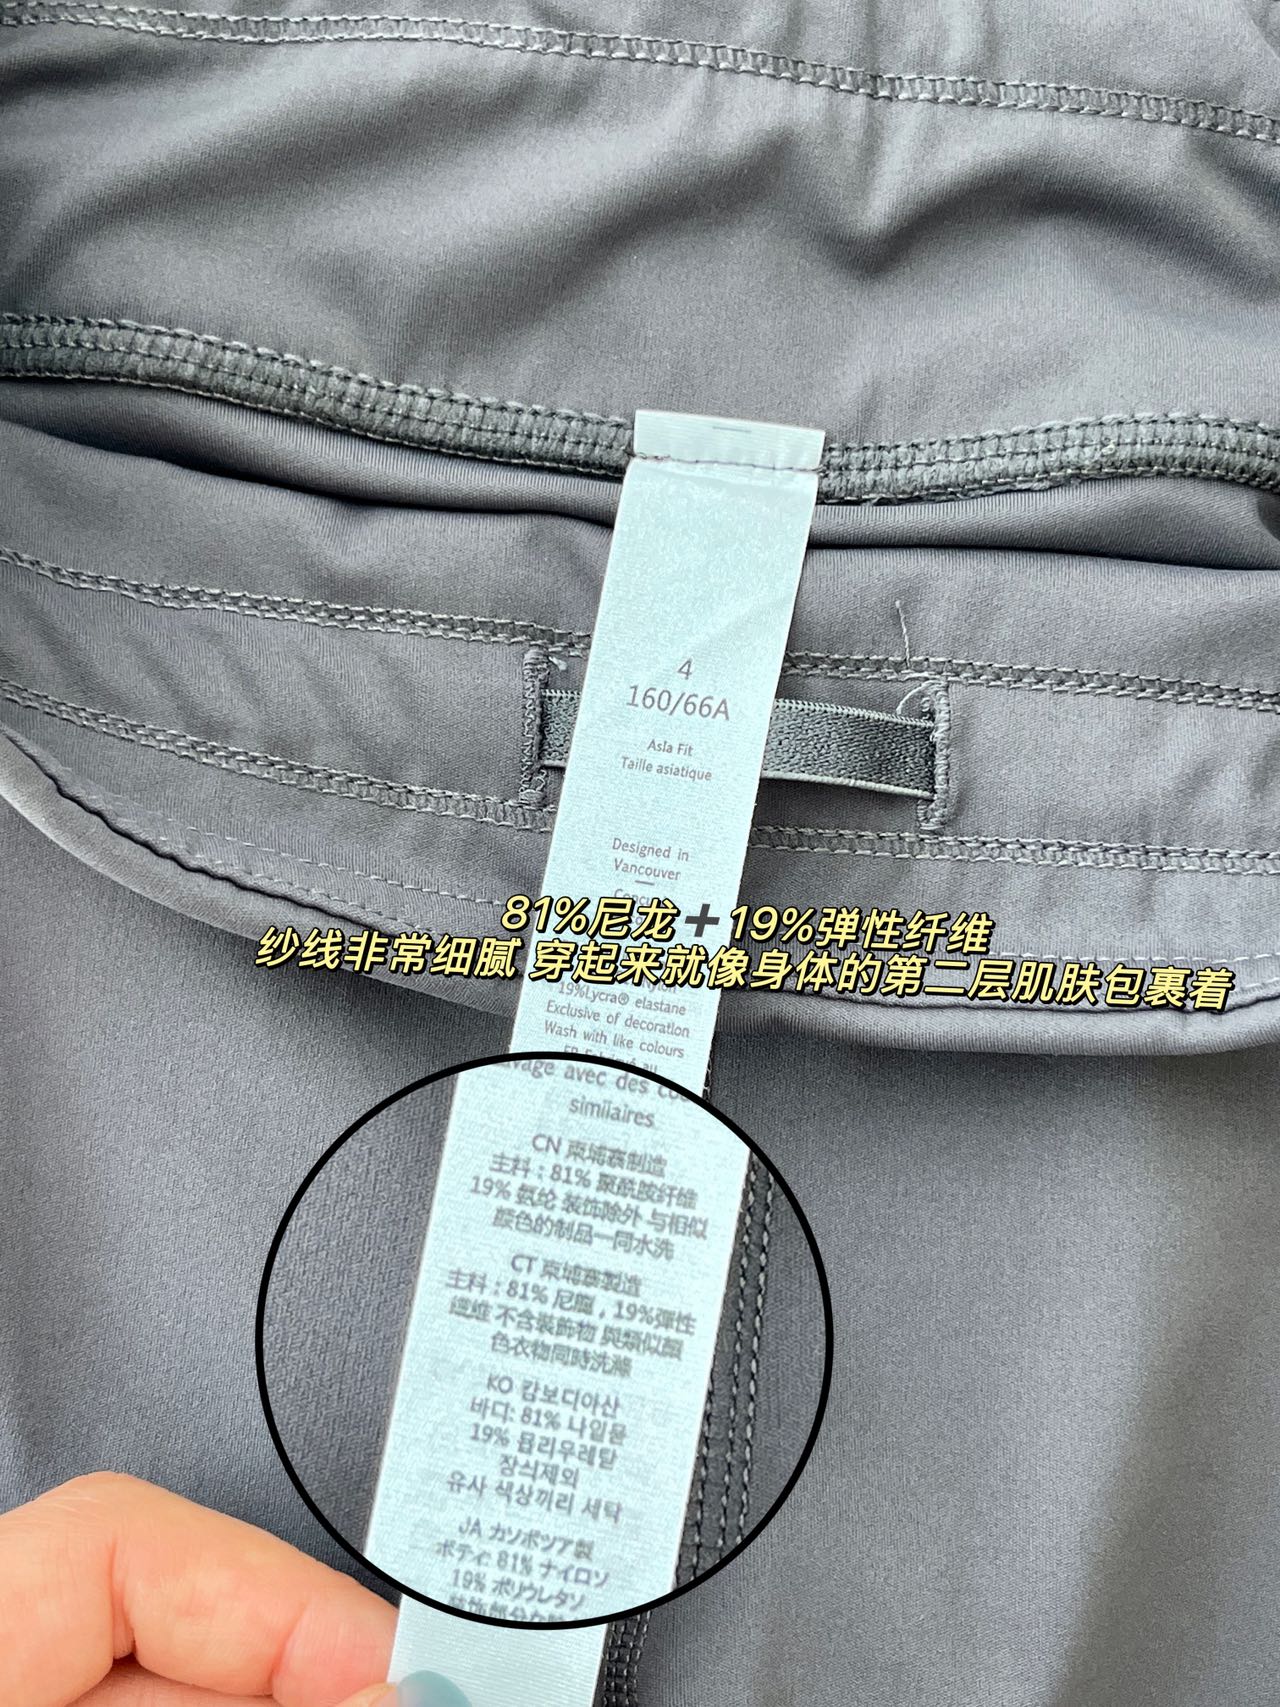 4
160/66A
Asla Fit
Taille asiatique
Designed in
Vancouver
81%尼龙➕19%弹性纤维
纱线非常细腻 穿起来就像身体的第二层肌肤包裹着
19%Lycra® elastane
Exclusive of decoration
Wash with like colours
avec des
similaires
CN 柬埔寨制造
主料：81% 聚酰胺纤维
19% 氨纶 装饰除外 与相似
颜色的制品一同水洗
CT 柬埔寨製造
主料：81% 尼龍，19%彈性
纖維 不含裝飾物 與類似顏
色衣物同時洗滌
KO 캄보디아산
바디: 81% 나일론
19% 폴리우레탄
장식제외
유사 색상끼리 세탁
JA カンボジア製
ボディ: 81% ナイロン
19% ポリウレタン